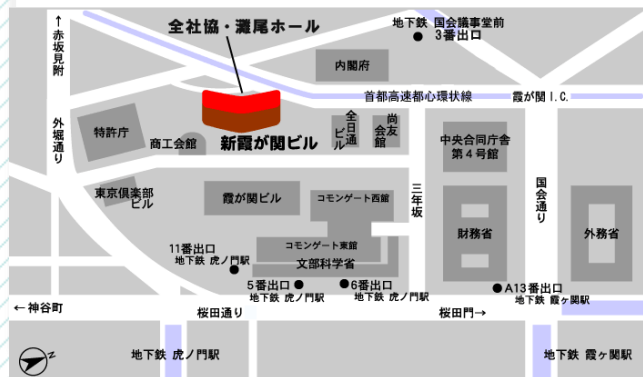 全社協・灘尾ホール
地下鉄 国会議事堂前
3番出口
←赤坂見附
内閣府
首都高速都心環状線
霞が関 I.C.
外堀通り
特許庁
商工会館
新霞が関ビル
全日通
ビル
尚友
会館
中央合同庁舎
第4号館
東京倶楽部
ビル
霞が関ビル
コモンゲート西館
三年坂
国会通り
財務省
外務省
コモンゲート東館
文部科学省
11番出口
地下鉄 虎ノ門駅
5番出口
地下鉄 虎ノ門駅
6番出口
地下鉄 虎ノ門駅
A13番出口
地下鉄 霞ヶ関駅
←神谷町
桜田通り
桜田門→
N
地下鉄 虎ノ門駅
地下鉄 霞ヶ関駅